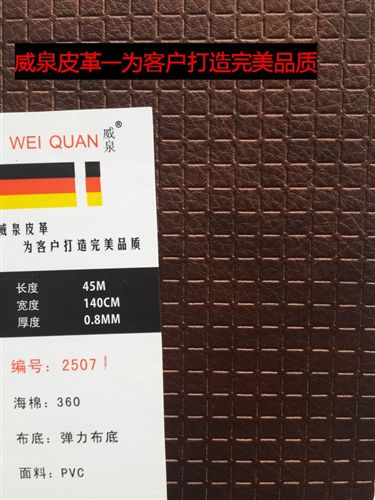 威泉皮革一为客户打造完美品质
WEI QUAN 威泉®
威泉皮革
为客户打造完美品质
长度 45M
宽度 140CM
厚度 0.8MM
编号：2507
海棉：360
布底：弹力布底
面料：PVC